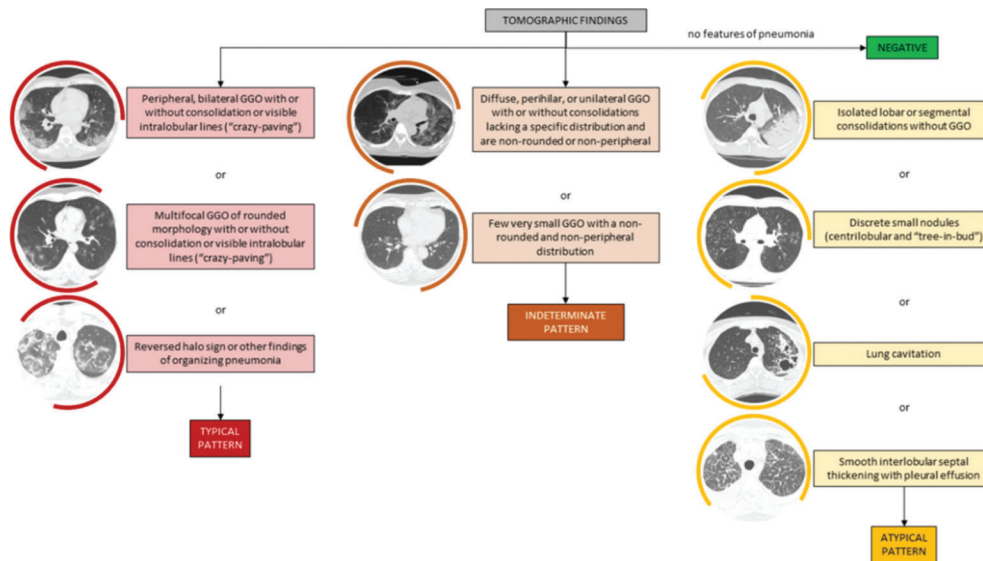 TOMOGRAPHIC FINDINGS
no features of pneumonia
NEGATIVE
Peripheral, bilateral GGO with or
without consolidation or visible
intralobular lines ("crazy-paving")
or
Multifocal GGO of rounded
morphology with or without
consolidation or visible intralobular
lines ("crazy-paving")
or
Reversed halo sign or other findings
of organizing pneumonia
TYPICAL
PATTERN
Diffuse, perihilar, or unilateral GGO
with or without consolidations
lacking a specific distribution and
are non-rounded or non-peripheral
or
Few very small GGO with a non-
rounded and non-peripheral
distribution
INDETERMINATE
PATTERN
Isolated lobar or segmental
consolidations without GGO
or
Discrete small nodules
(centrilobular and "tree-in-bud")
or
Lung cavitation
or
Smooth interlobular septal
thickening with pleural effusion
ATYPICAL
PATTERN